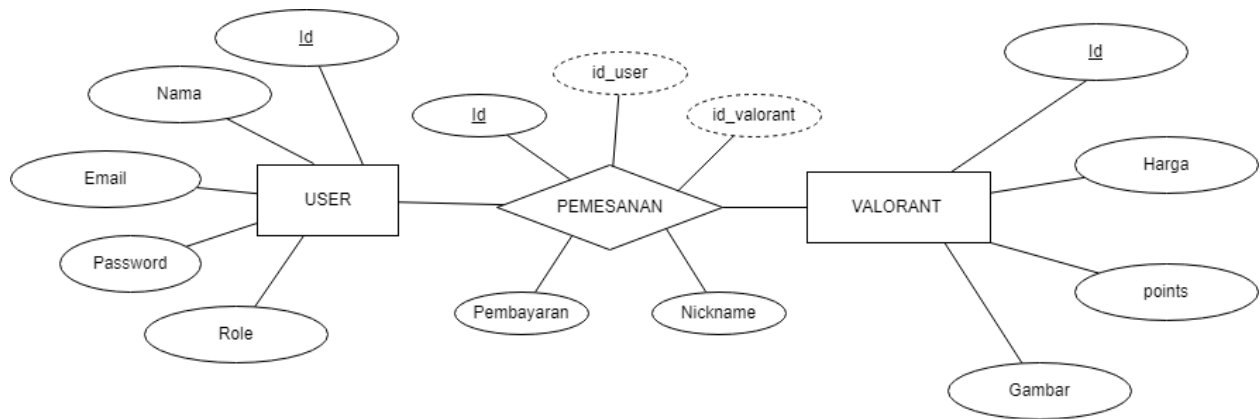 Id
Nama
Email
Password
Role
USER
Id
id_user
id_valorant
PEMESANAN
Pembayaran
Nickname
VALORANT
Id
Harga
points
Gambar